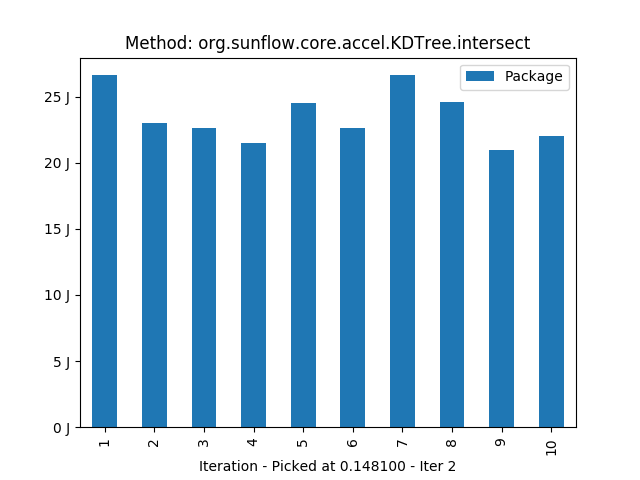 Method: org.sunflow.core.accel.KDTree.intersect
Package
25 J
20 J
15 J
10 J
5 J
0 J
1 2 3 4 5 6 7 8 9 10
Iteration - Picked at 0.148100 - Iter 2